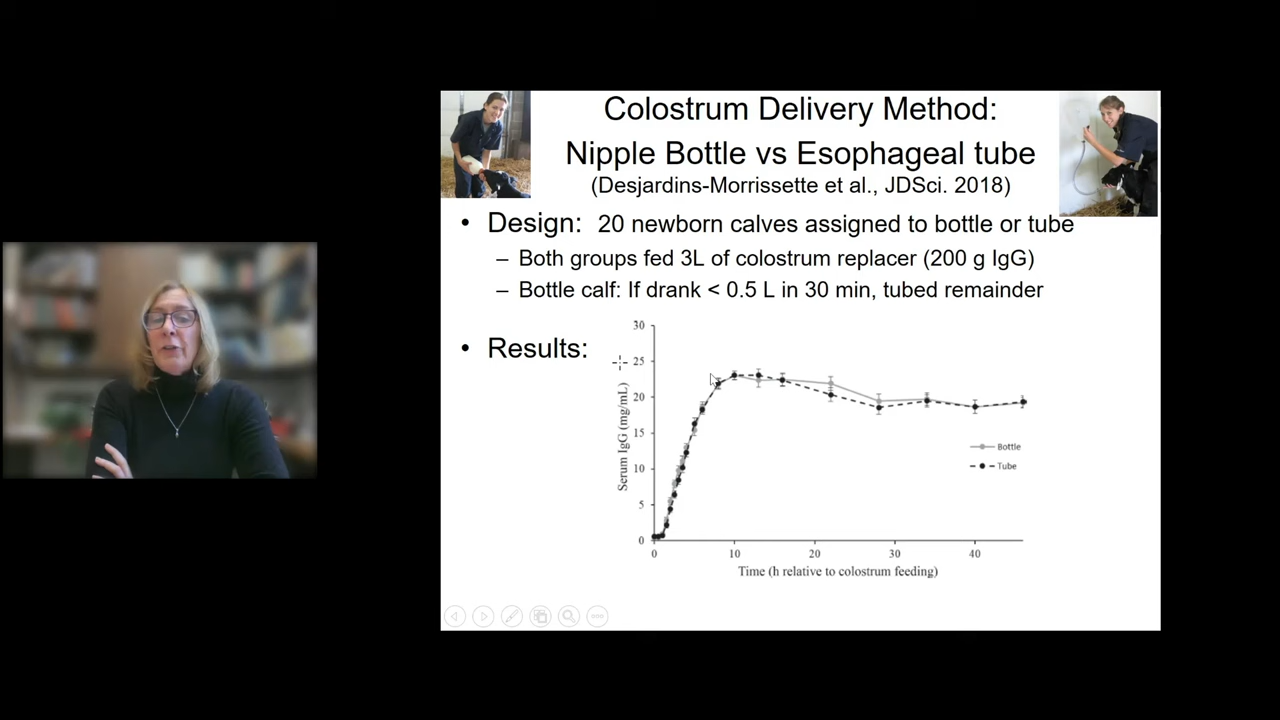 Colostrum Delivery Method:
Nipple Bottle vs Esophageal tube
(Desjardins-Morrissette et al., JDSci. 2018)
• Design: 20 newborn calves assigned to bottle or tube
– Both groups fed 3L of colostrum replacer (200 g IgG)
– Bottle calf: If drank < 0.5 L in 30 min, tubed remainder
• Results:
30
25
20
15
10
5
0
Serum IgG (mg/mL)
Bottle
Tube
0 10 20 30 40
Time (h relative to colostrum feeding)